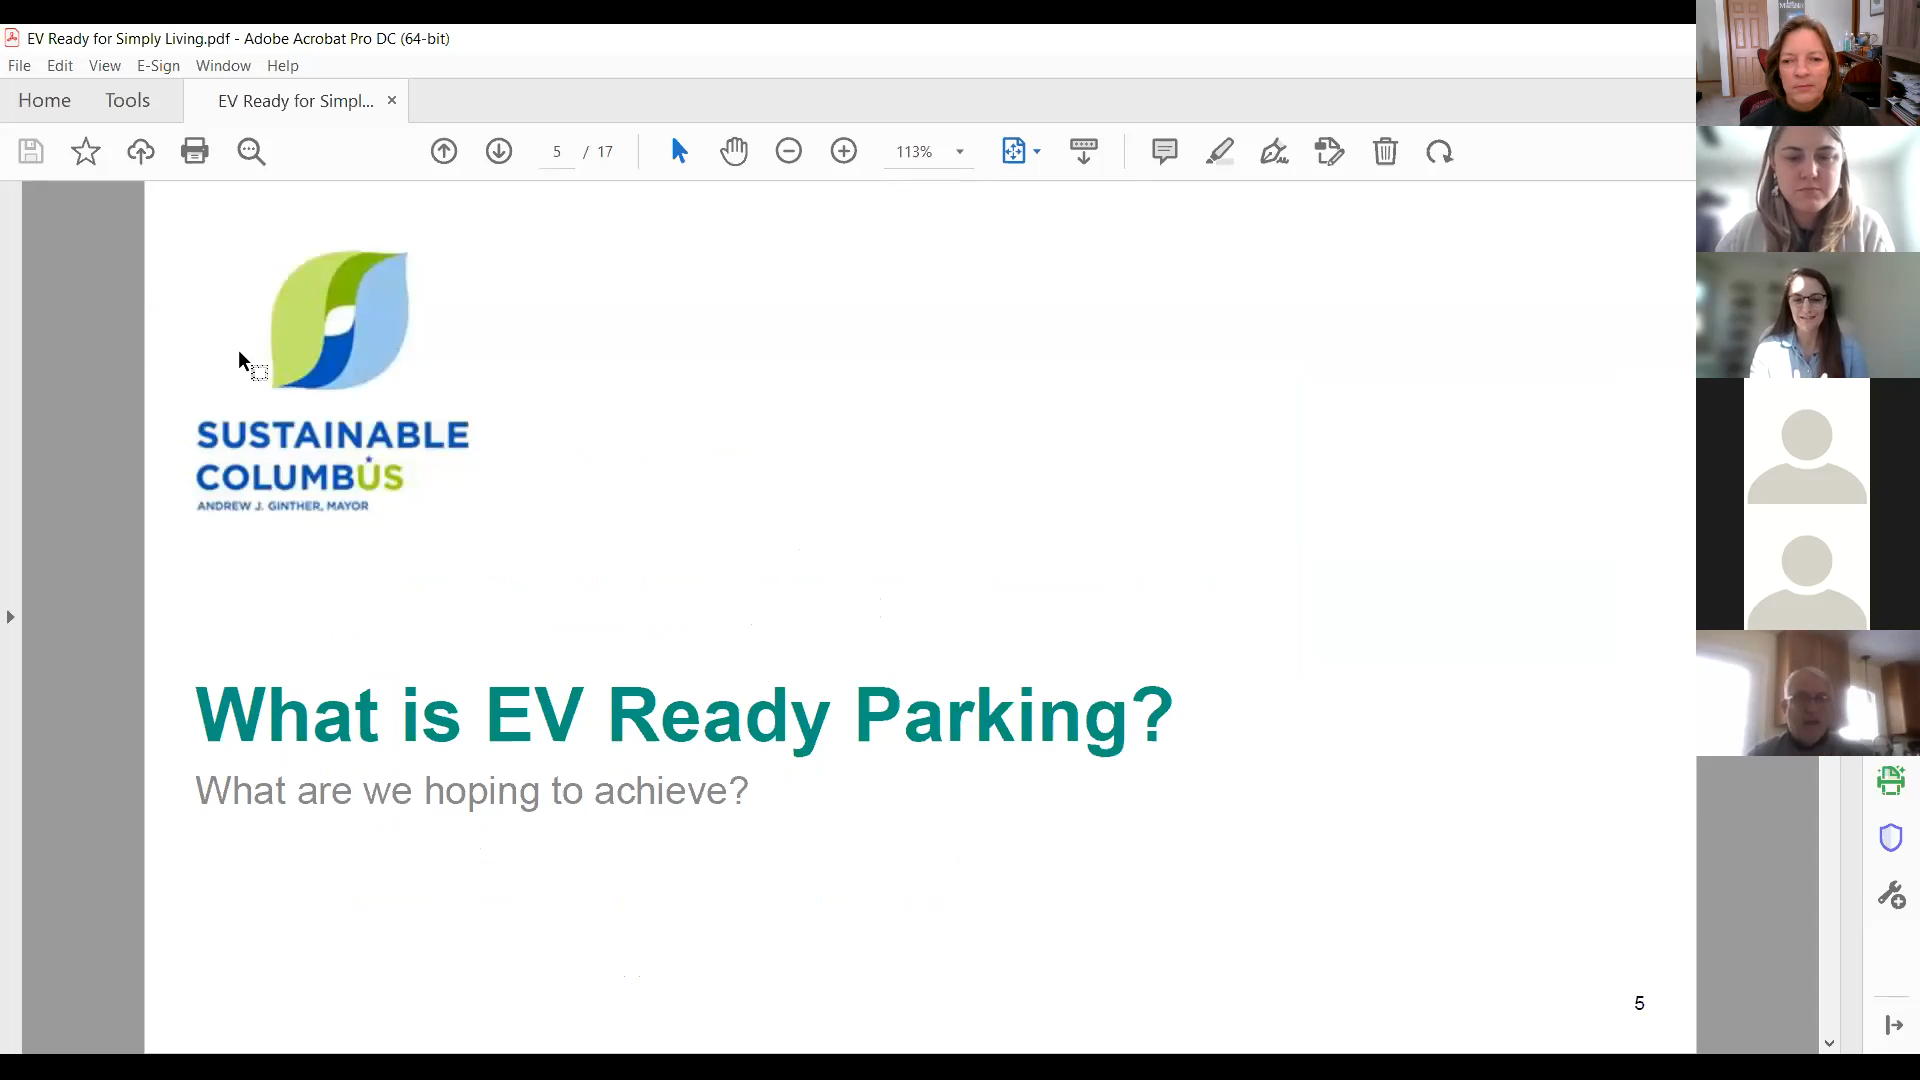 EV Ready for Simply Living.pdf - Adobe Acrobat Pro DC (64-bit)
File Edit View E-Sign Window Help
Home Tools EV Ready for Simpl... ×
5 / 17 113%
SUSTAINABLE
COLUMBUS
ANDREW J. GINTHER, MAYOR
What is EV Ready Parking?
What are we hoping to achieve?
5